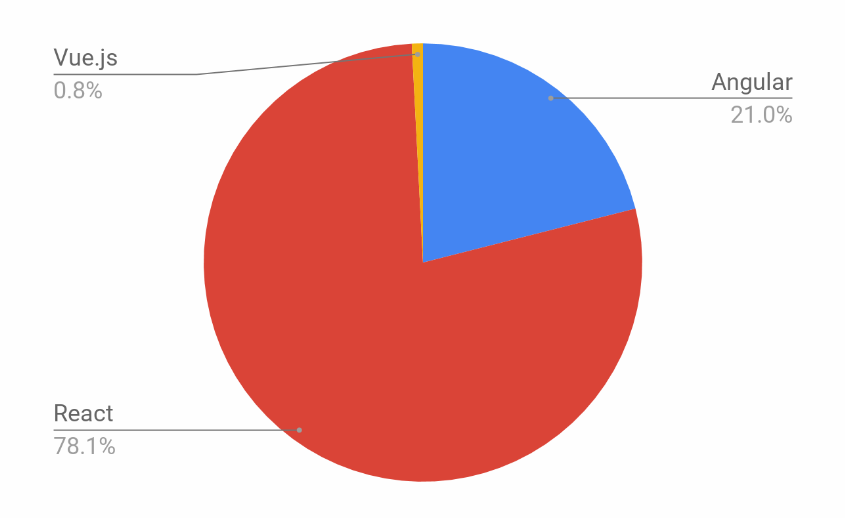 Vue.js
0.8%
Angular
21.0%
React
78.1%